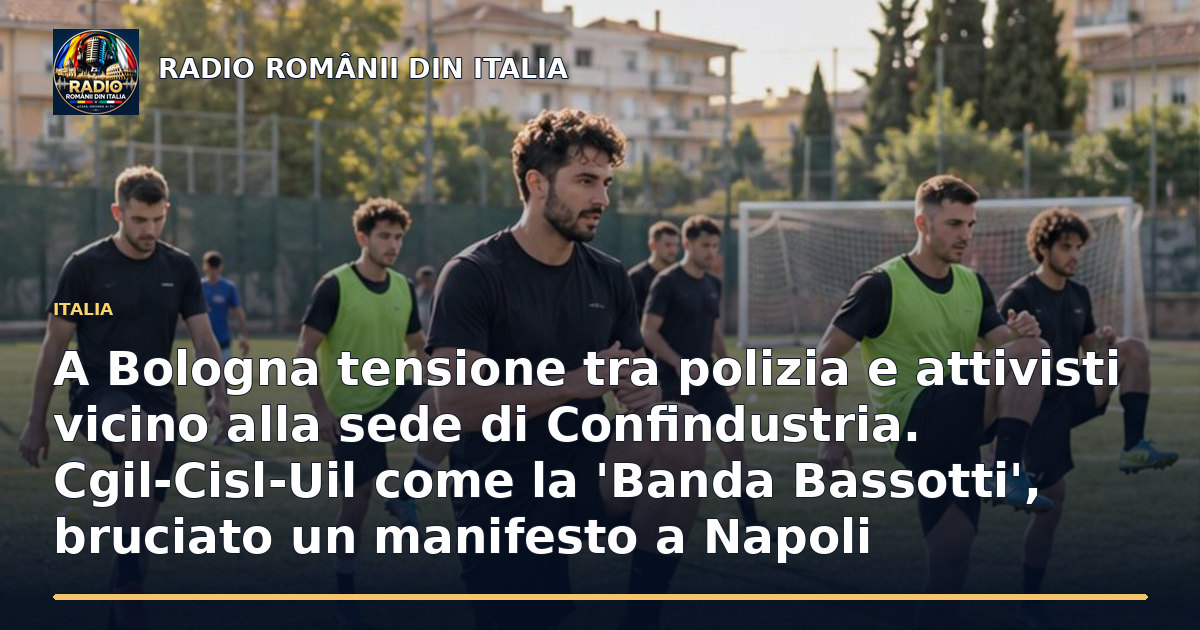 RADIO
ROMÂNII DIN ITALIA
RADIO ROMÂNII DIN ITALIA
ITALIA
A Bologna tensione tra polizia e attivisti
vicino alla sede di Confindustria.
Cgil-Cisl-Uil come la 'Banda Bassotti',
bruciato un manifesto a Napoli